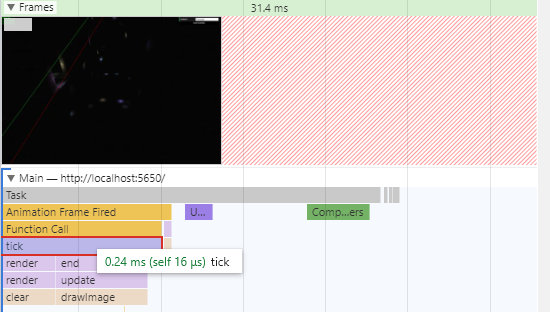 ▼ Frames 31.4 ms
▼ Main — http://localhost:5650/
Task
Animation Frame Fired U... Comp...ers
Function Call
tick
render end
0.24 ms (self 16 µs) tick
render update
clear drawImage